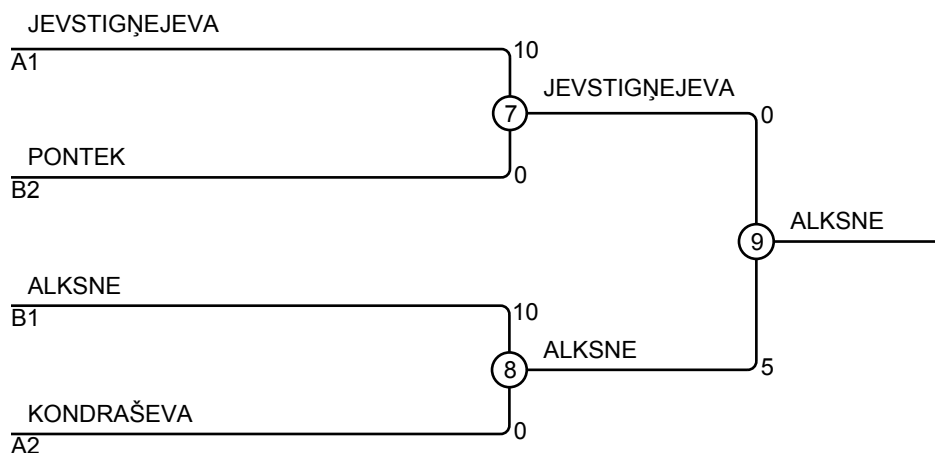 JEVSTIGŅEJEVA
A1
10
7
JEVSTIGŅEJEVA
0
PONTEK
B2
0
9
ALKSNE
ALKSNE
B1
10
8
ALKSNE
5
KONDRAŠEVA
A2
0